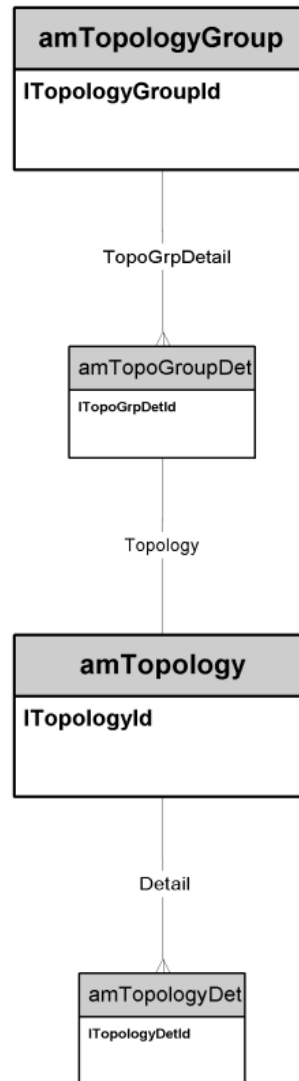 amTopologyGroup
lTopologyGroupId
TopoGrpDetail
amTopoGroupDet
lTopoGrpDetId
Topology
amTopology
lTopologyId
Detail
amTopologyDet
lTopologyDetId